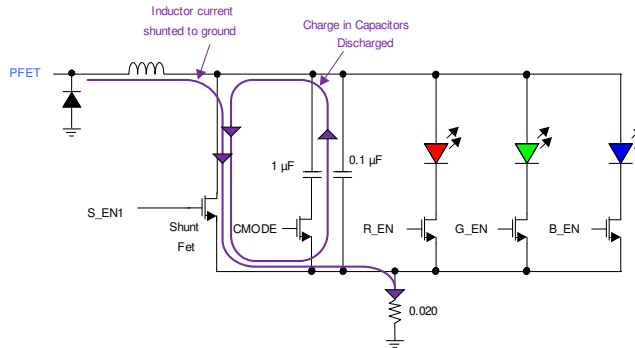 Inductor current
shunted to ground
Charge in Capacitors
Discharged
PFET
1 µF
0.1 µF
S_EN1
Shunt
Fet
CMODE
R_EN
G_EN
B_EN
0.020